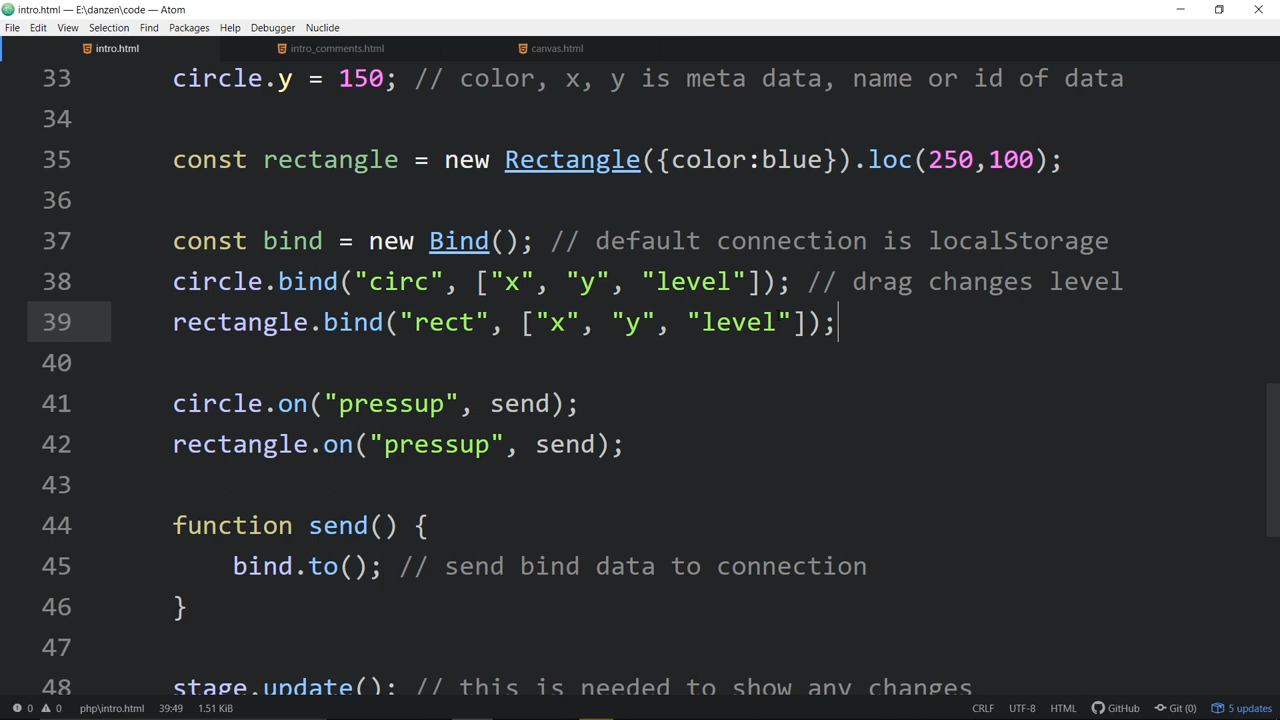 intro.html — E:\danzen\code — Atom
File Edit View Selection Find Packages Help Debugger Nuclide
intro.html intro_comments.html canvas.html
33 circle.y = 150; // color, x, y is meta data, name or id of data
34
35 const rectangle = new Rectangle({color:blue}).loc(250,100);
36
37 const bind = new Bind(); // default connection is localStorage
38 circle.bind("circ", ["x", "y", "level"]); // drag changes level
39 rectangle.bind("rect", ["x", "y", "level"]);
40
41 circle.on("pressup", send);
42 rectangle.on("pressup", send);
43
44 function send() {
45 bind.to(); // send bind data to connection
46 }
47
48 stage.update(); // this is needed to show any changes
0 0 php\intro.html 39:49 1.51 KiB CRLF UTF-8 HTML GitHub Git (0) 5 updates